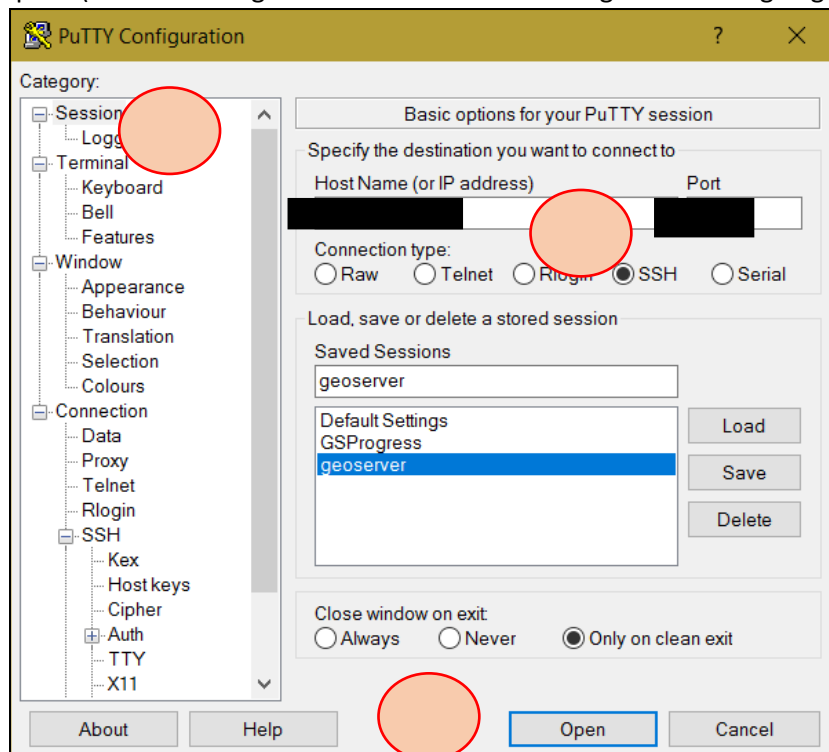 PuTTY Configuration ? ×
Category:
Session
Terminal
Keyboard
Bell
Features
Window
Appearance
Behaviour
Translation
Selection
Colours
Connection
Data
Proxy
Telnet
Rlogin
SSH
Kex
Host keys
Cipher
Auth
TTY
X11
Basic options for your PuTTY session
Specify the destination you want to connect to
Host Name (or IP address) Port
Connection type:
Raw Telnet Rlogin SSH Serial
Load, save or delete a stored session
Saved Sessions
geoserver
Default Settings
GSProgress
geoserver
Load
Save
Delete
Close window on exit:
Always Never Only on clean exit
About Help Open Cancel